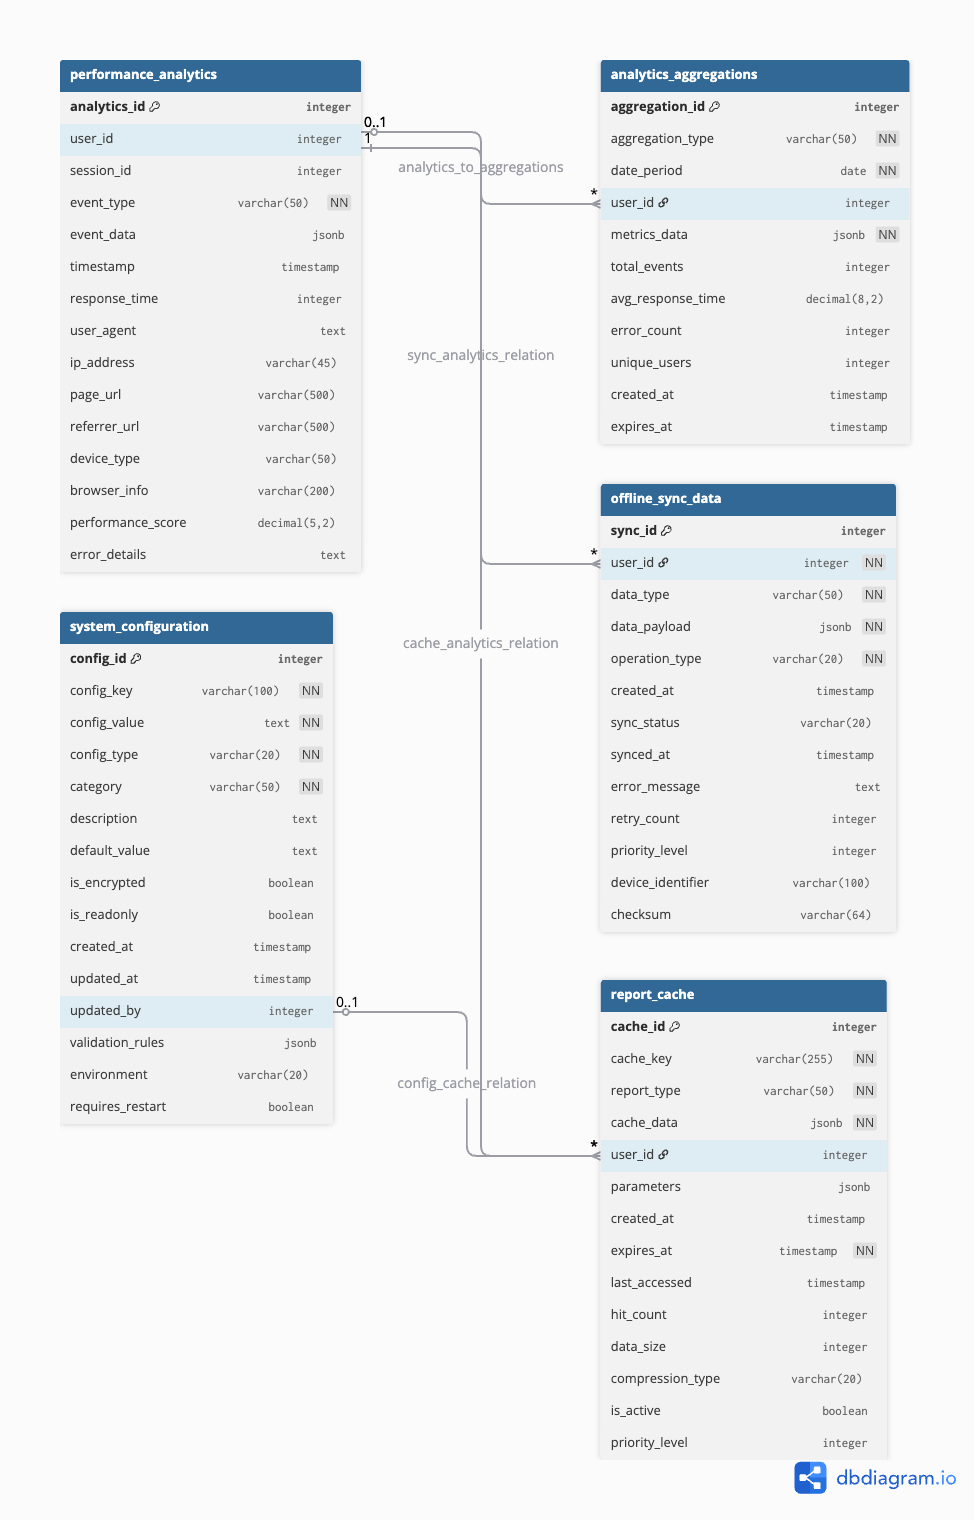 performance_analytics
analytics_id integer
user_id integer
session_id integer
event_type varchar(50) NN
event_data jsonb
timestamp timestamp
response_time integer
user_agent text
ip_address varchar(45)
page_url varchar(500)
referrer_url varchar(500)
device_type varchar(50)
browser_info varchar(200)
performance_score decimal(5,2)
error_details text
0..1
1
analytics_to_aggregations
*
sync_analytics_relation
*
cache_analytics_relation
analytics_aggregations
aggregation_id integer
aggregation_type varchar(50) NN
date_period date NN
user_id integer
metrics_data jsonb NN
total_events integer
avg_response_time decimal(8,2)
error_count integer
unique_users integer
created_at timestamp
expires_at timestamp
offline_sync_data
sync_id integer
user_id integer NN
data_type varchar(50) NN
data_payload jsonb NN
operation_type varchar(20) NN
created_at timestamp
sync_status varchar(20)
synced_at timestamp
error_message text
retry_count integer
priority_level integer
device_identifier varchar(100)
checksum varchar(64)
system_configuration
config_id integer
config_key varchar(100) NN
config_value text NN
config_type varchar(20) NN
category varchar(50) NN
description text
default_value text
is_encrypted boolean
is_readonly boolean
created_at timestamp
updated_at timestamp
updated_by integer
validation_rules jsonb
environment varchar(20)
requires_restart boolean
0..1
config_cache_relation
*
report_cache
cache_id integer
cache_key varchar(255) NN
report_type varchar(50) NN
cache_data jsonb NN
user_id integer
parameters jsonb
created_at timestamp
expires_at timestamp NN
last_accessed timestamp
hit_count integer
data_size integer
compression_type varchar(20)
is_active boolean
priority_level integer
dbdiagram.io